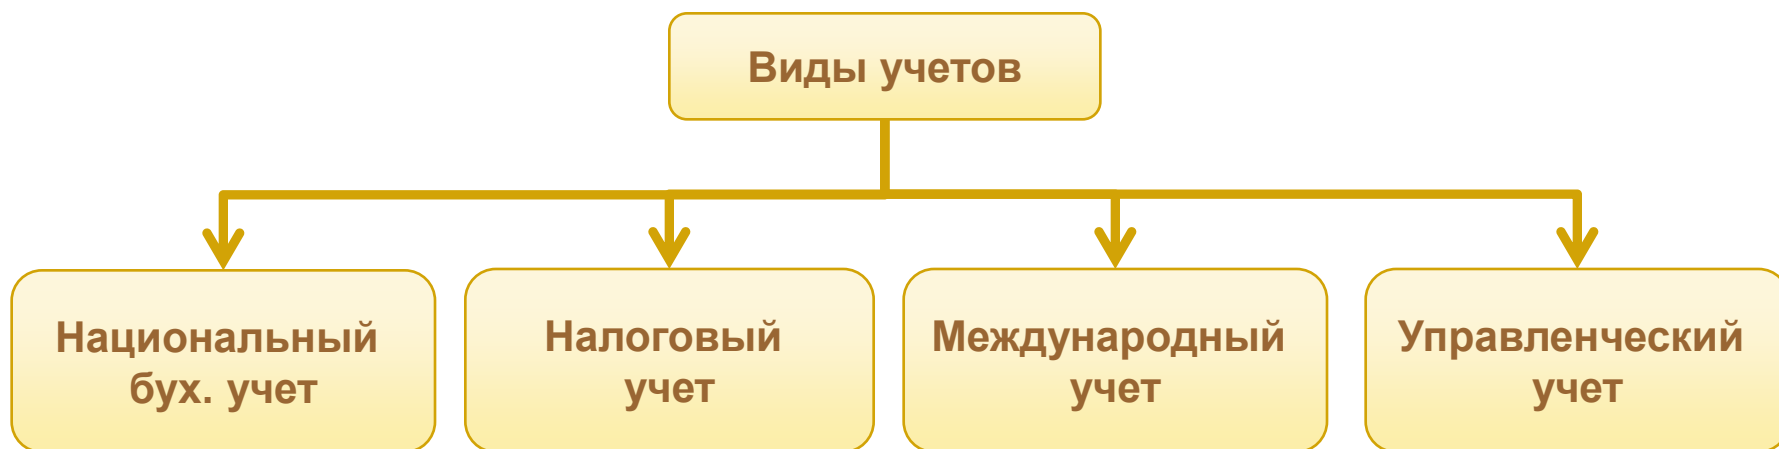 Виды учетов
Национальный
бух. учет
Налоговый
учет
Международный
учет
Управленческий
учет